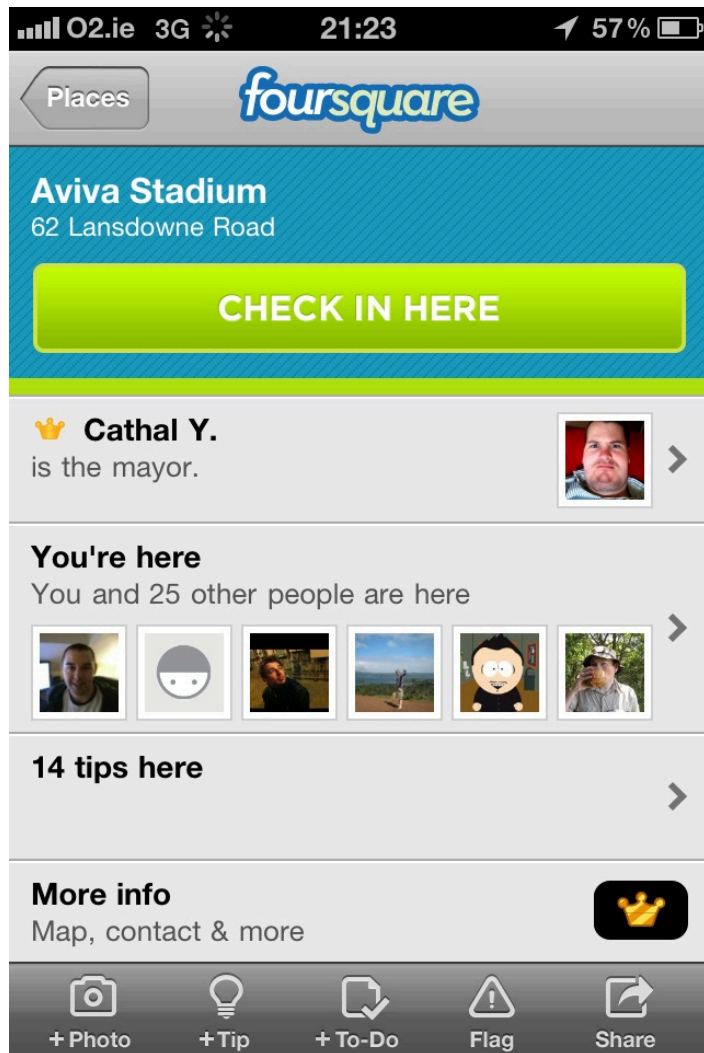 O2.ie 3G 21:23 57%
Places foursquare
Aviva Stadium
62 Lansdowne Road
CHECK IN HERE
Cathal Y.
is the mayor.
You're here
You and 25 other people are here
14 tips here
More info
Map, contact & more
+Photo +Tip +To-Do Flag Share